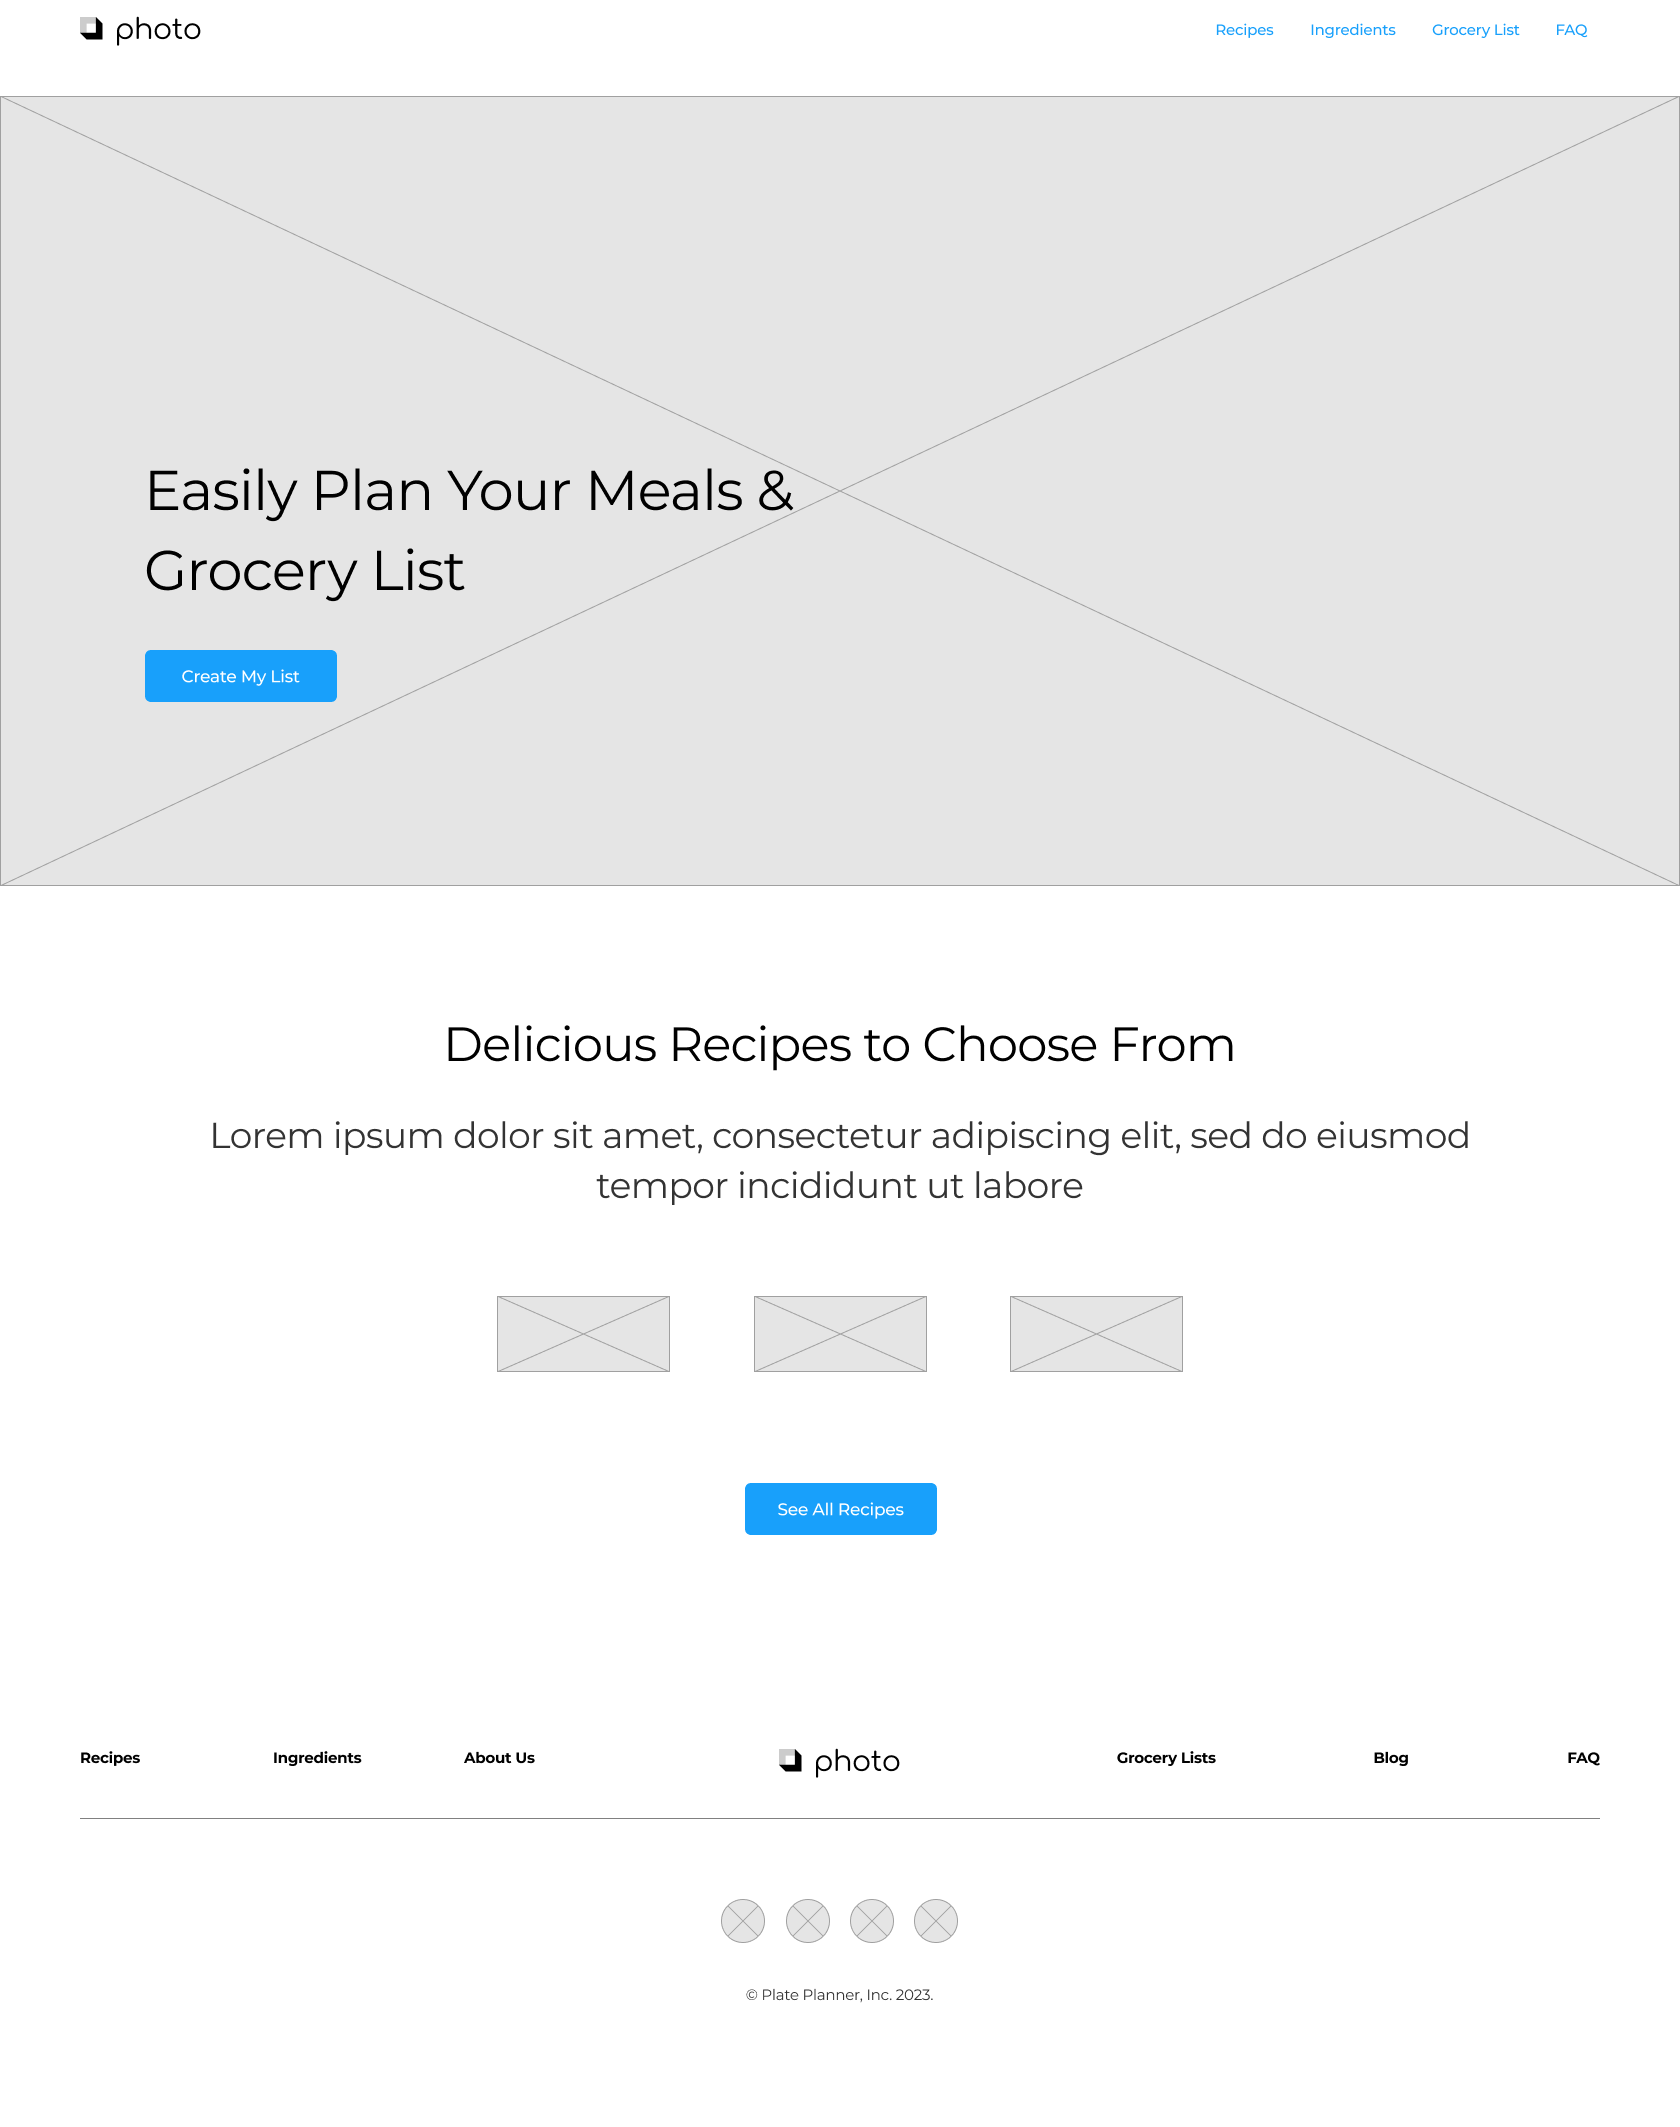 photo
Recipes Ingredients Grocery List FAQ
Easily Plan Your Meals &
Grocery List
Create My List
Delicious Recipes to Choose From
Lorem ipsum dolor sit amet, consectetur adipiscing elit, sed do eiusmod
tempor incididunt ut labore
See All Recipes
Recipes Ingredients About Us photo Grocery Lists Blog FAQ
© Plate Planner, Inc. 2023.